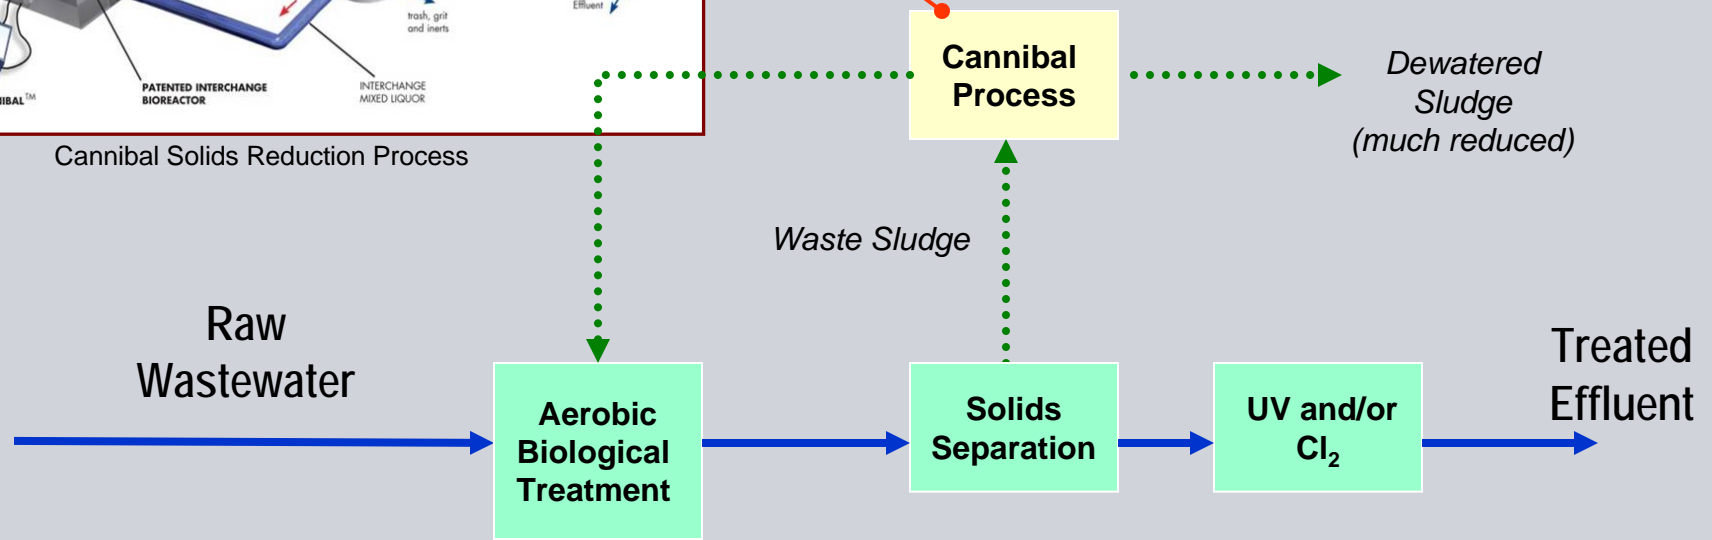 trash, grit
and inerts
Effluent
PATENTED INTERCHANGE
BIOREACTOR
INTERCHANGE
MIXED LIQUOR
Cannibal Solids Reduction Process
Cannibal
Process
Dewatered
Sludge
(much reduced)
Waste Sludge
Raw
Wastewater
Aerobic
Biological
Treatment
Solids
Separation
UV and/or
Cl₂
Treated
Effluent